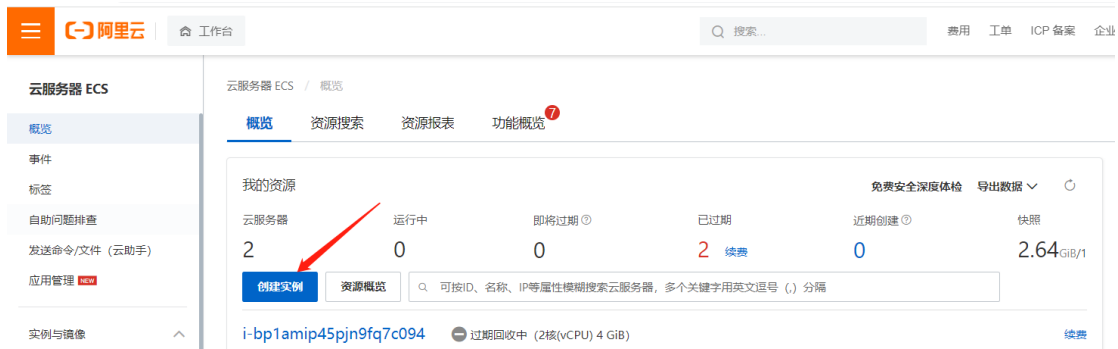 阿里云 工作台 搜索... 费用 工单 ICP 备案 企业
云服务器 ECS
概览
事件
标签
自助问题排查
发送命令/文件（云助手）
应用管理 NEW
实例与镜像
云服务器 ECS / 概览
概览 资源搜索 资源报表 功能概览 7
我的资源 免费安全深度体检 导出数据
云服务器 运行中 即将过期 已过期 近期创建 快照
2 0 0 2 续费 0 2.64GiB/1
创建实例 资源概览 可按ID、名称、IP等属性模糊搜索云服务器，多个关键字用英文逗号（,）分隔
i-bp1amip45pjn9fq7c094 过期回收中 (2核(vCPU) 4 GiB) 续费